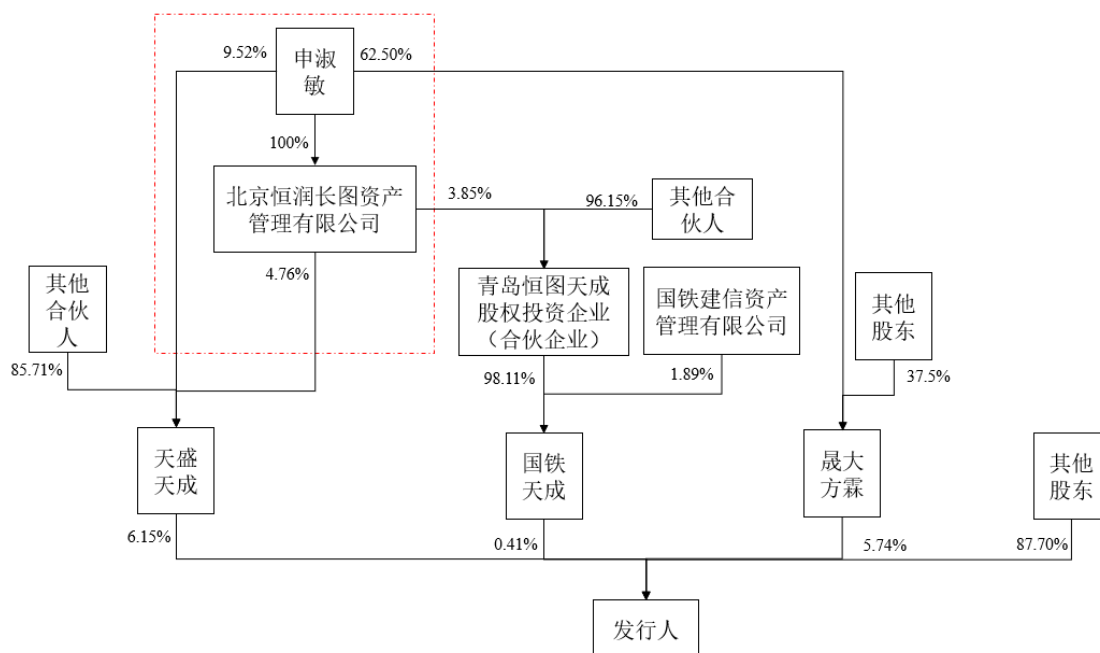 9.52%
申淑
敏
62.50%
100%
北京恒润长图资产
管理有限公司
3.85%
96.15%
其他合
伙人
4.76%
其他
合伙
人
青岛恒图天成
股权投资企业
（合伙企业）
国铁建信资产
管理有限公司
其他
股东
85.71%
98.11%
1.89%
37.5%
天盛
天成
国铁
天成
晟大
方霖
其他
股东
6.15%
0.41%
5.74%
87.70%
发行人